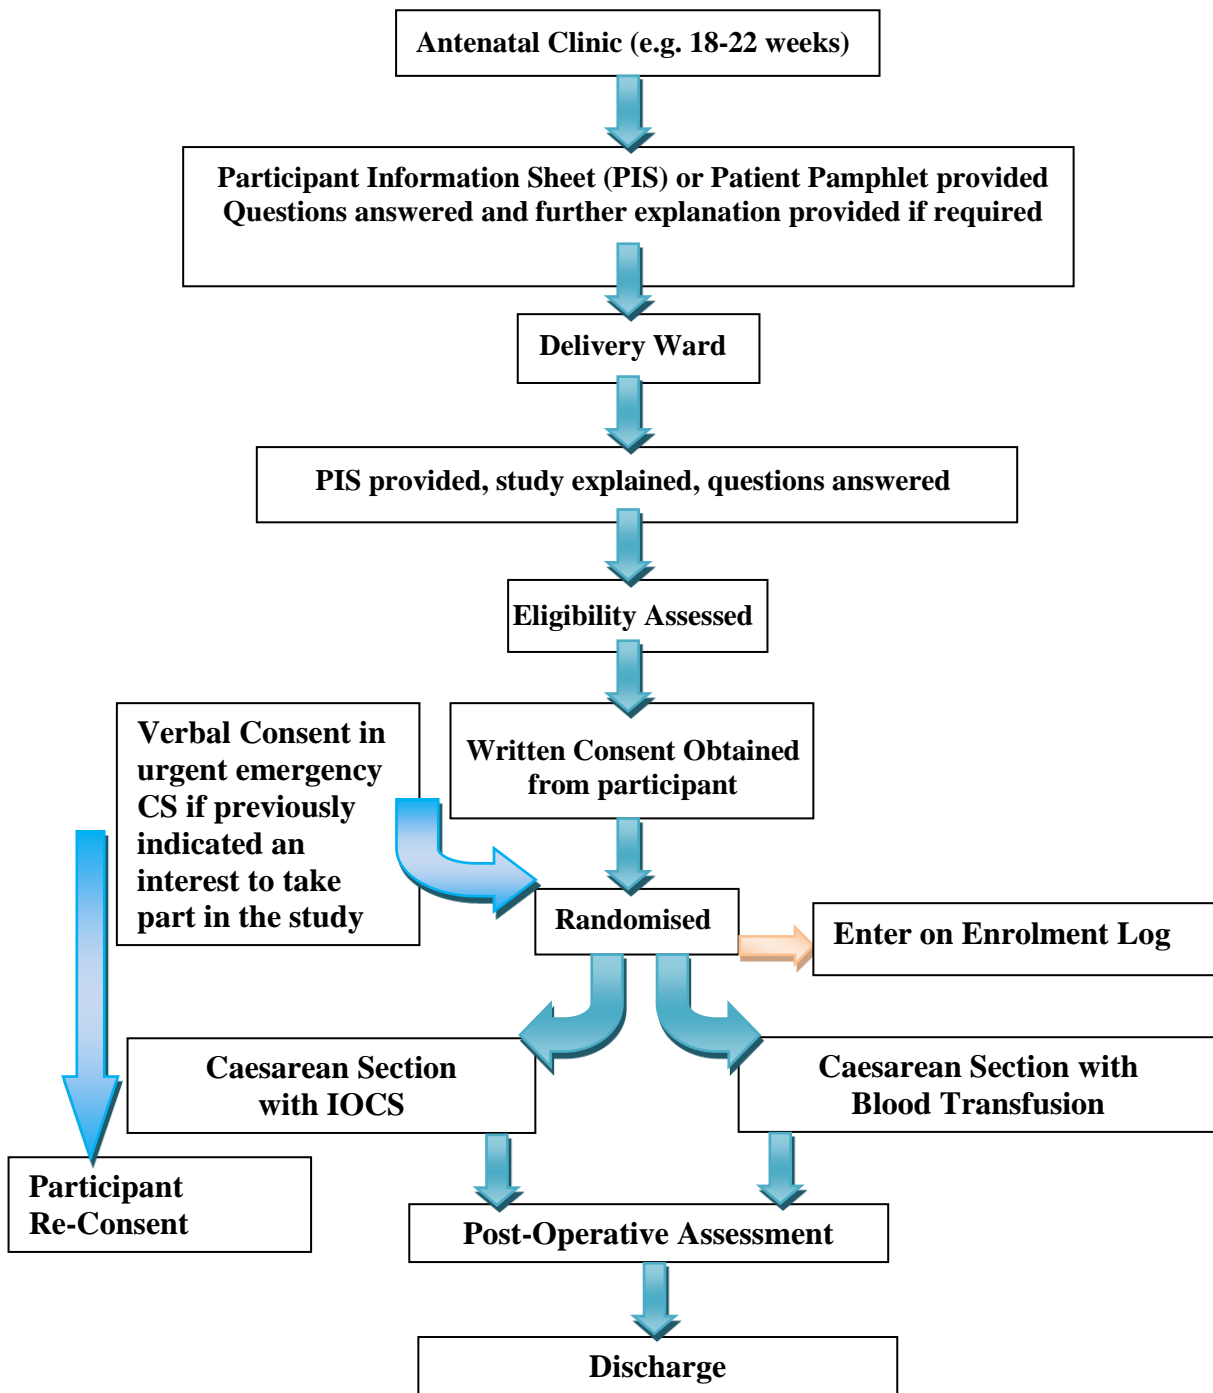 Antenatal Clinic (e.g. 18-22 weeks)
Participant Information Sheet (PIS) or Patient Pamphlet provided
Questions answered and further explanation provided if required
Delivery Ward
PIS provided, study explained, questions answered
Eligibility Assessed
Verbal Consent in
urgent emergency
CS if previously
indicated an
interest to take
part in the study
Written Consent Obtained
from participant
Randomised
Enter on Enrolment Log
Caesarean Section
with IOCS
Caesarean Section with
Blood Transfusion
Participant
Re-Consent
Post-Operative Assessment
Discharge